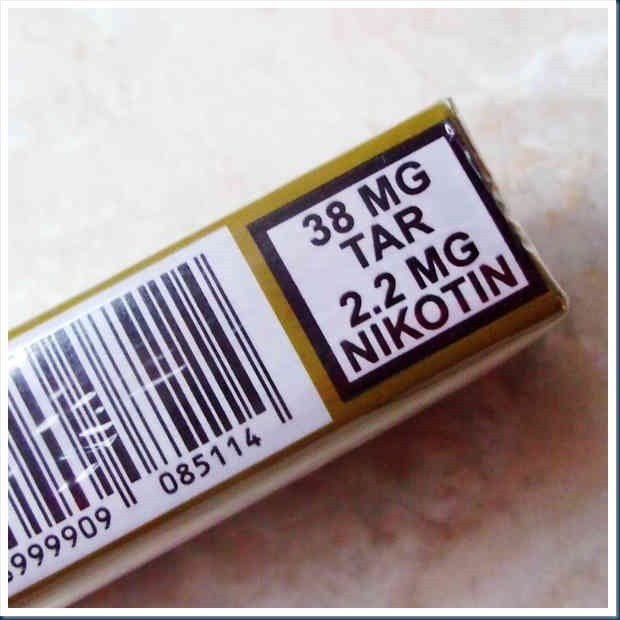 38 MG
TAR
2.2 MG
NIKOTIN
999909 085114